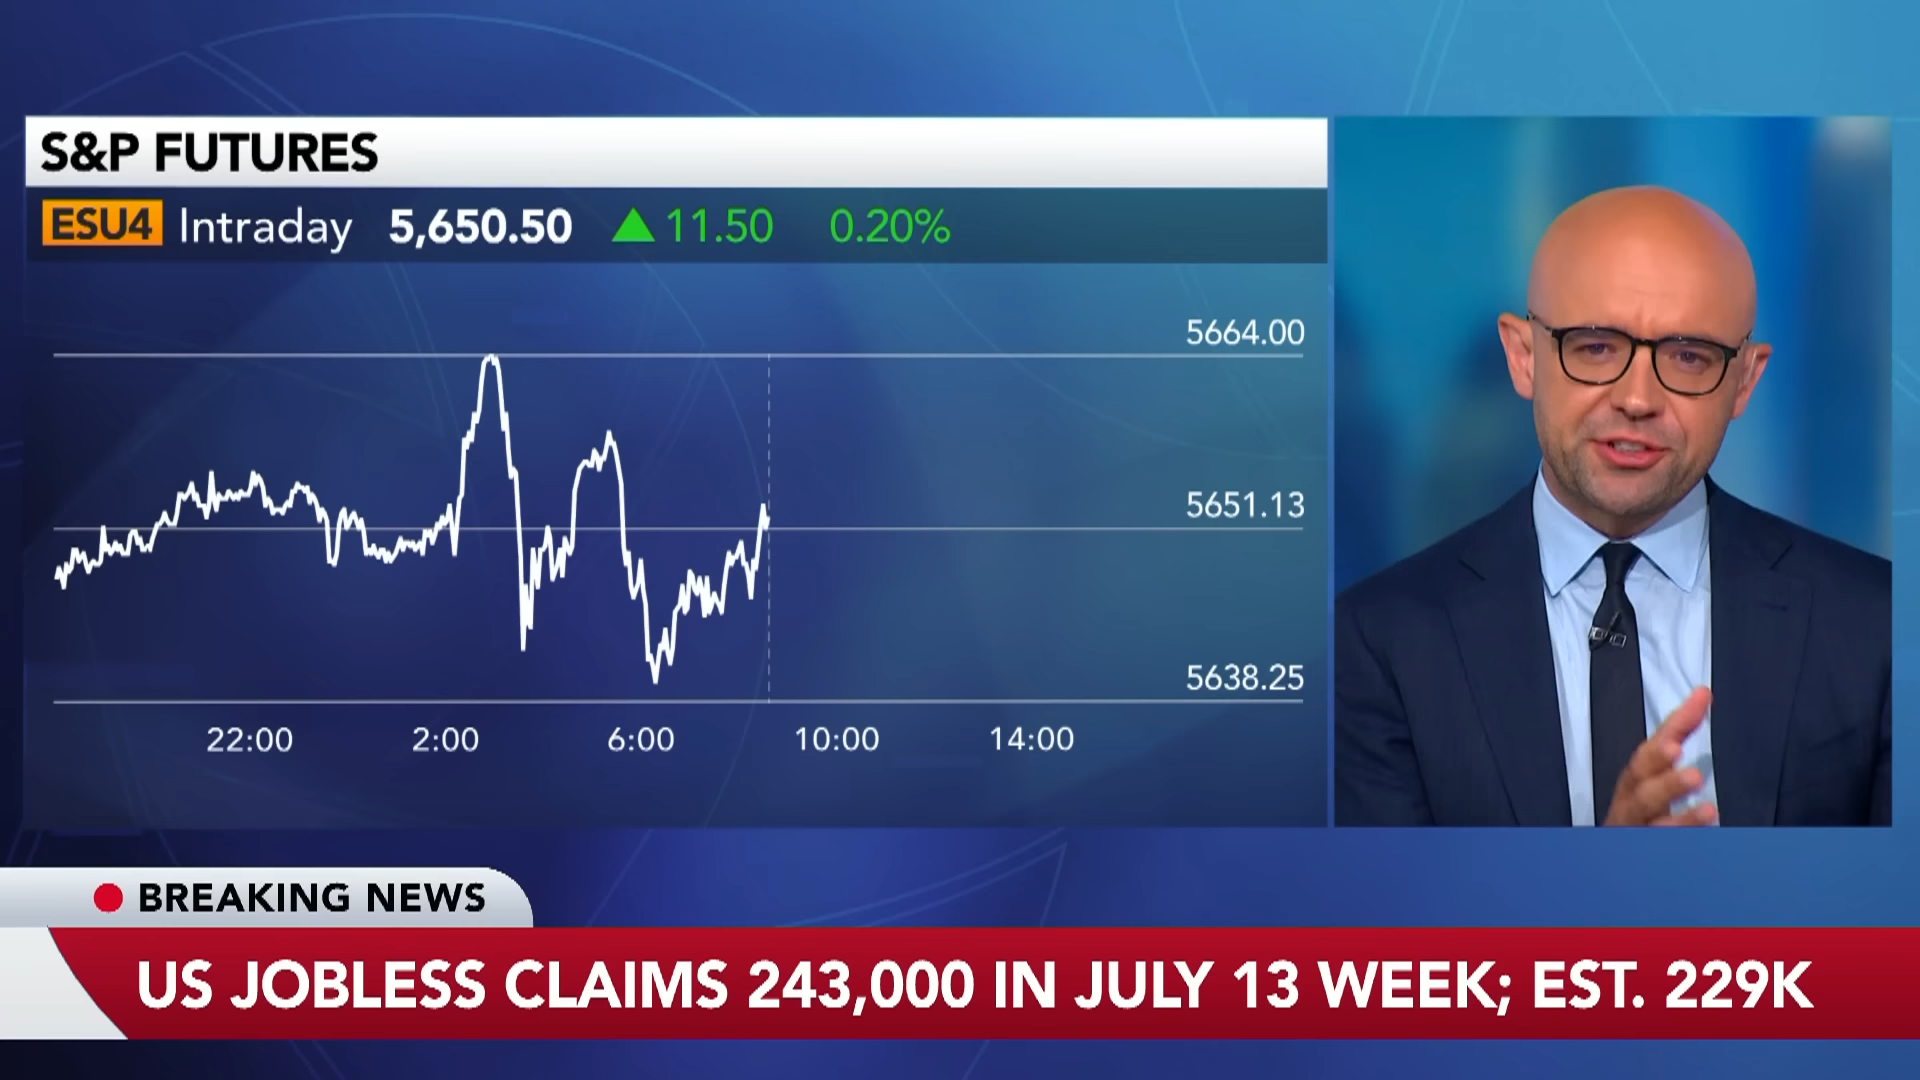 S&P FUTURES
ESU4 Intraday 5,650.50 ▲ 11.50 0.20%
5664.00
5651.13
5638.25
22:00 2:00 6:00 10:00 14:00
BREAKING NEWS
US JOBLESS CLAIMS 243,000 IN JULY 13 WEEK; EST. 229K